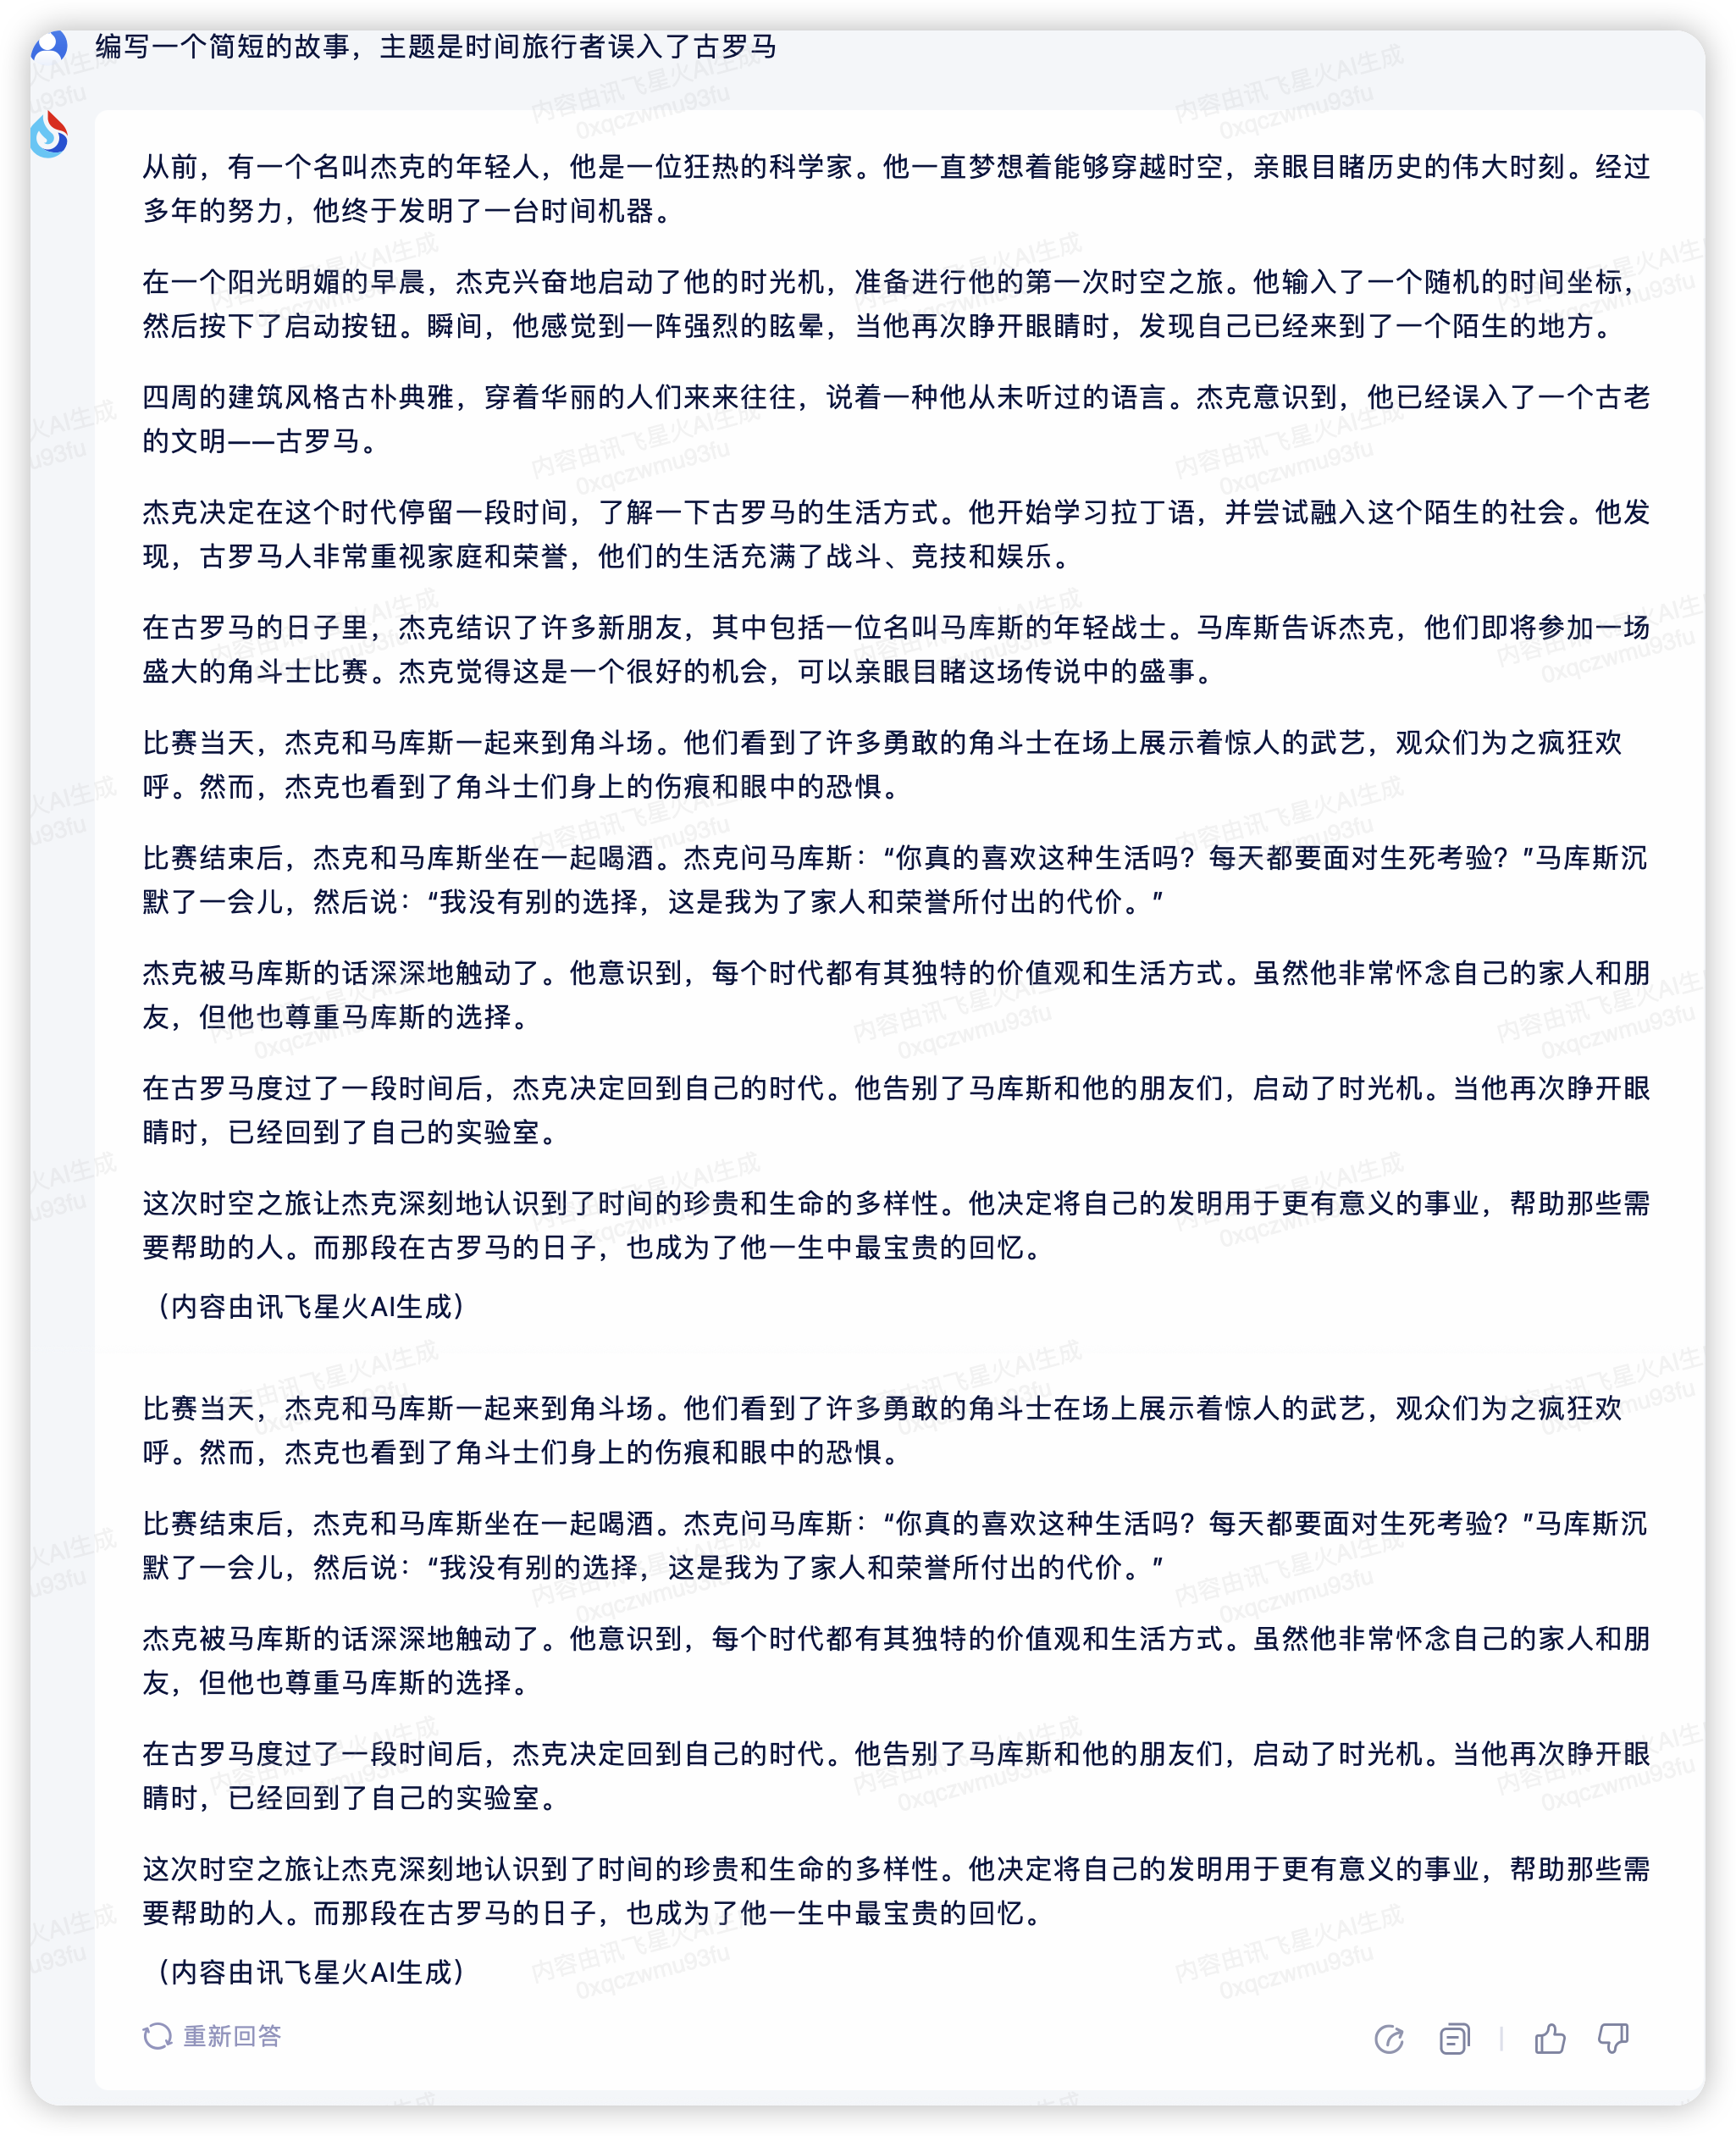 编写一个简短的故事，主题是时间旅行者误入了古罗马
从前，有一个名叫杰克的年轻人，他是一位狂热的科学家。他一直梦想着能够穿越时空，亲眼目睹历史的伟大时刻。经过
多年的努力，他终于发明了一台时间机器。
在一个阳光明媚的早晨，杰克兴奋地启动了他的时光机，准备进行他的第一次时空之旅。他输入了一个随机的时间坐标，
然后按下了启动按钮。瞬间，他感觉到一阵强烈的眩晕，当他再次睁开眼睛时，发现自己已经来到了一个陌生的地方。
四周的建筑风格古朴典雅，穿着华丽的人们来来往往，说着一种他从未听过的语言。杰克意识到，他已经误入了一个古老
的文明——古罗马。
杰克决定在这个时代停留一段时间，了解一下古罗马的生活方式。他开始学习拉丁语，并尝试融入这个陌生的社会。他发
现，古罗马人非常重视家庭和荣誉，他们的生活充满了战斗、竞技和娱乐。
在古罗马的日子里，杰克结识了许多新朋友，其中包括一位名叫马库斯的年轻战士。马库斯告诉杰克，他们即将参加一场
盛大的角斗士比赛。杰克觉得这是一个很好的机会，可以亲眼目睹这场传说中的盛事。
比赛当天，杰克和马库斯一起来到角斗场。他们看到了许多勇敢的角斗士在场上展示着惊人的武艺，观众们为之疯狂欢
呼。然而，杰克也看到了角斗士们身上的伤痕和眼中的恐惧。
比赛结束后，杰克和马库斯坐在一起喝酒。杰克问马库斯：“你真的喜欢这种生活吗？每天都要面对生死考验？”马库斯沉
默了一会儿，然后说：“我没有别的选择，这是我为了家人和荣誉所付出的代价。”
杰克被马库斯的话深深地触动了。他意识到，每个时代都有其独特的价值观和生活方式。虽然他非常怀念自己的家人和朋
友，但他也尊重马库斯的选择。
在古罗马度过了一段时间后，杰克决定回到自己的时代。他告别了马库斯和他的朋友们，启动了时光机。当他再次睁开眼
睛时，已经回到了自己的实验室。
这次时空之旅让杰克深刻地认识到了时间的珍贵和生命的多样性。他决定将自己的发明用于更有意义的事业，帮助那些需
要帮助的人。而那段在古罗马的日子，也成为了他一生中最宝贵的回忆。
（内容由讯飞星火AI生成）
比赛当天，杰克和马库斯一起来到角斗场。他们看到了许多勇敢的角斗士在场上展示着惊人的武艺，观众们为之疯狂欢
呼。然而，杰克也看到了角斗士们身上的伤痕和眼中的恐惧。
比赛结束后，杰克和马库斯坐在一起喝酒。杰克问马库斯：“你真的喜欢这种生活吗？每天都要面对生死考验？”马库斯沉
默了一会儿，然后说：“我没有别的选择，这是我为了家人和荣誉所付出的代价。”
杰克被马库斯的话深深地触动了。他意识到，每个时代都有其独特的价值观和生活方式。虽然他非常怀念自己的家人和朋
友，但他也尊重马库斯的选择。
在古罗马度过了一段时间后，杰克决定回到自己的时代。他告别了马库斯和他的朋友们，启动了时光机。当他再次睁开眼
睛时，已经回到了自己的实验室。
这次时空之旅让杰克深刻地认识到了时间的珍贵和生命的多样性。他决定将自己的发明用于更有意义的事业，帮助那些需
要帮助的人。而那段在古罗马的日子，也成为了他一生中最宝贵的回忆。
（内容由讯飞星火AI生成）
重新回答
内容由讯飞星火AI生成
0xqczwmu93fu